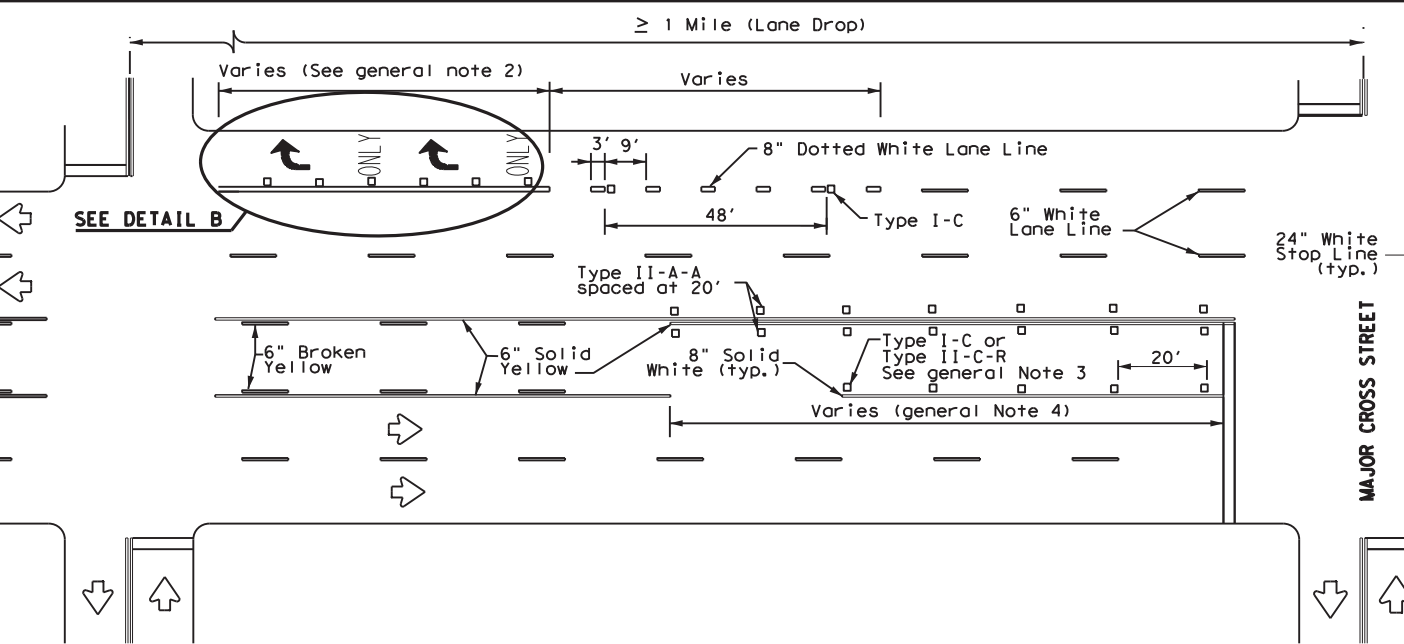 ≥ 1 Mile (Lane Drop)
Varies (See general note 2)
Varies
ONLY
ONLY
3' 9'
8" Dotted White Lane Line
SEE DETAIL B
48'
Type I-C
6" White
Lane Line
24" White
Stop Line
(typ.)
Type II-A-A
spaced at 20'
6" Broken
Yellow
6" Solid
Yellow
8" Solid
White (typ.)
Type I-C or
Type II-C-R
See general Note 3
20'
Varies (general Note 4)
MAJOR CROSS STREET